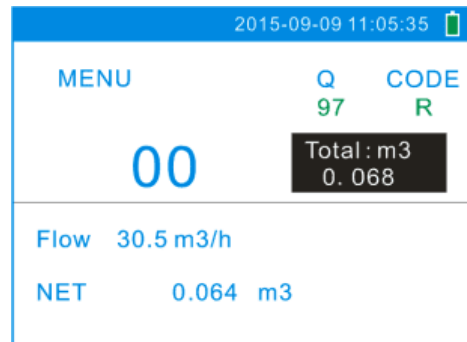 2015-09-09 11:05:35
MENU Q CODE
97 R
00
Total: m3
0.068
Flow 30.5 m3/h
NET 0.064 m3